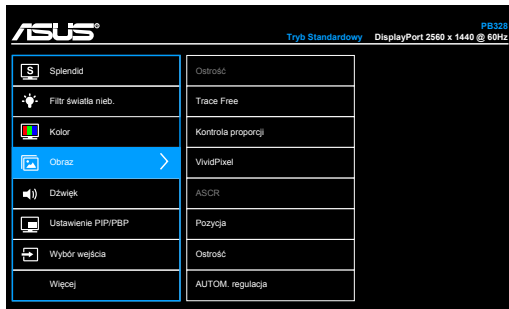 ASUS
PB328
Tryb Standardowy DisplayPort 2560 x 1440 @ 60Hz
S Splendid
Filtr światła nieb.
Kolor
Obraz
Dźwięk
Ustawienie PIP/PBP
Wybór wejścia
Więcej
Ostrość
Trace Free
Kontrola proporcji
VividPixel
ASCR
Pozycja
Ostrość
AUTOM. regulacja